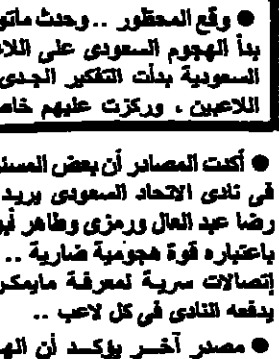 ● وقع المحظور .. وحدث ماتو
بدأ الهجوم السعودى على اللا
السعودية بدأت التفكير الجدى
اللاعبين ، وركزت عليهم خاص
● أكدت المصادر أن بعض المسئو
فى نادى الاتحاد السعودى يريد
رضا عبد العال ورمزى وطاهر أبو
باعتباره قوة هجومية ضارية ..
إتصالات سرية لمعرفة مايمكن
يدفعه النادى فى كل لاعب ..
● مصدر آخر يؤكد أن اله